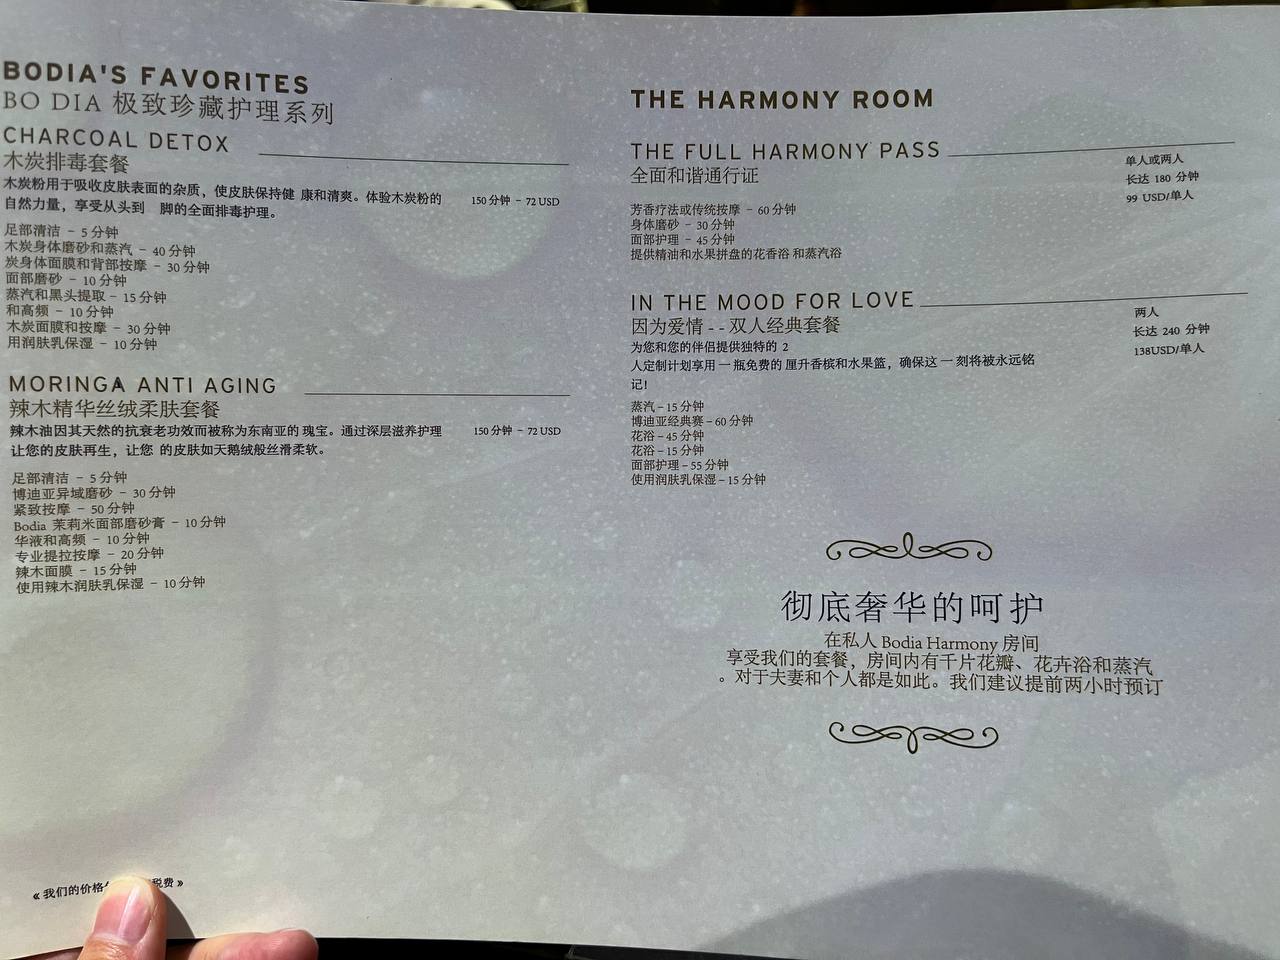 BODIA'S FAVORITES
BO DIA 极致珍藏护理系列
CHARCOAL DETOX
木炭排毒套餐
木炭粉用于吸收皮肤表面的杂质，使皮肤保持健 康和清爽。体验木炭粉的
自然力量，享受从头到 脚的全面排毒护理。
150 分钟 - 72 USD
足部清洁 - 5 分钟
木炭身体磨砂和蒸汽 - 40 分钟
炭身体面膜和背部按摩 - 30 分钟
面部磨砂 - 10 分钟
蒸汽和黑头提取 - 15 分钟
和高频 - 10 分钟
木炭面膜和按摩 - 30 分钟
用润肤乳保湿 - 10 分钟
MORINGA ANTI AGING
辣木精华丝绒柔肤套餐
辣木油因其天然的抗衰老功效而被称为东南亚的 瑰宝。通过深层滋养护理
让您的皮肤再生，让您 的皮肤如天鹅绒般丝滑柔软。
150 分钟 - 72 USD
足部清洁 - 5 分钟
博迪亚异域磨砂 - 30 分钟
紧致按摩 - 50 分钟
Bodia 茉莉米面部磨砂膏 - 10 分钟
华液和高频 - 10 分钟
专业提拉按摩 - 20 分钟
辣木面膜 - 15 分钟
使用辣木润肤乳保湿 - 10 分钟
« 我们的价格 税费 »
THE HARMONY ROOM
THE FULL HARMONY PASS
全面和谐通行证
单人或两人
长达 180 分钟
99 USD/单人
芳香疗法或传统按摩 - 60 分钟
身体磨砂 - 30 分钟
面部护理 - 45 分钟
提供精油和水果拼盘的花香浴 和蒸汽浴
IN THE MOOD FOR LOVE
因为爱情 - - 双人经典套餐
两人
长达 240 分钟
138USD/单人
为您和您的伴侣提供独特的 2
人定制计划享用 一 瓶免费的 厘升香槟和水果篮，确保这 一 刻将被永远铭
记！
蒸汽 - 15 分钟
博迪亚经典赛 - 60 分钟
花浴 - 45 分钟
花浴 - 15 分钟
面部护理 - 55 分钟
使用润肤乳保湿 - 15 分钟
彻底奢华的呵护
在私人 Bodia Harmony 房间
享受我们的套餐，房间内有千片花瓣、花卉浴和蒸汽
。对于夫妻和个人都是如此。我们建议提前两小时预订